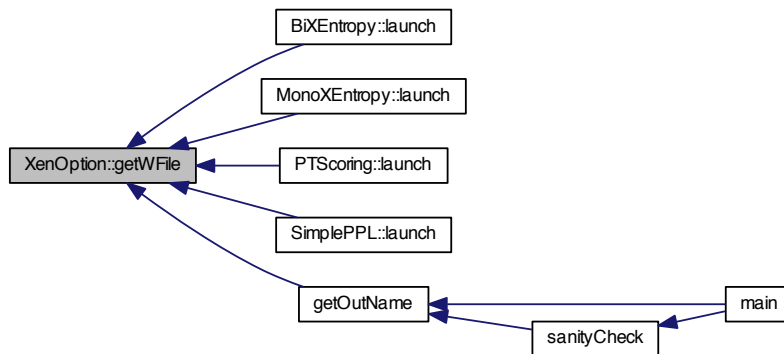 BiXEntropy::launch
MonoXEntropy::launch
XenOption::getWFile
PTScoring::launch
SimplePPL::launch
getOutName
main
sanityCheck